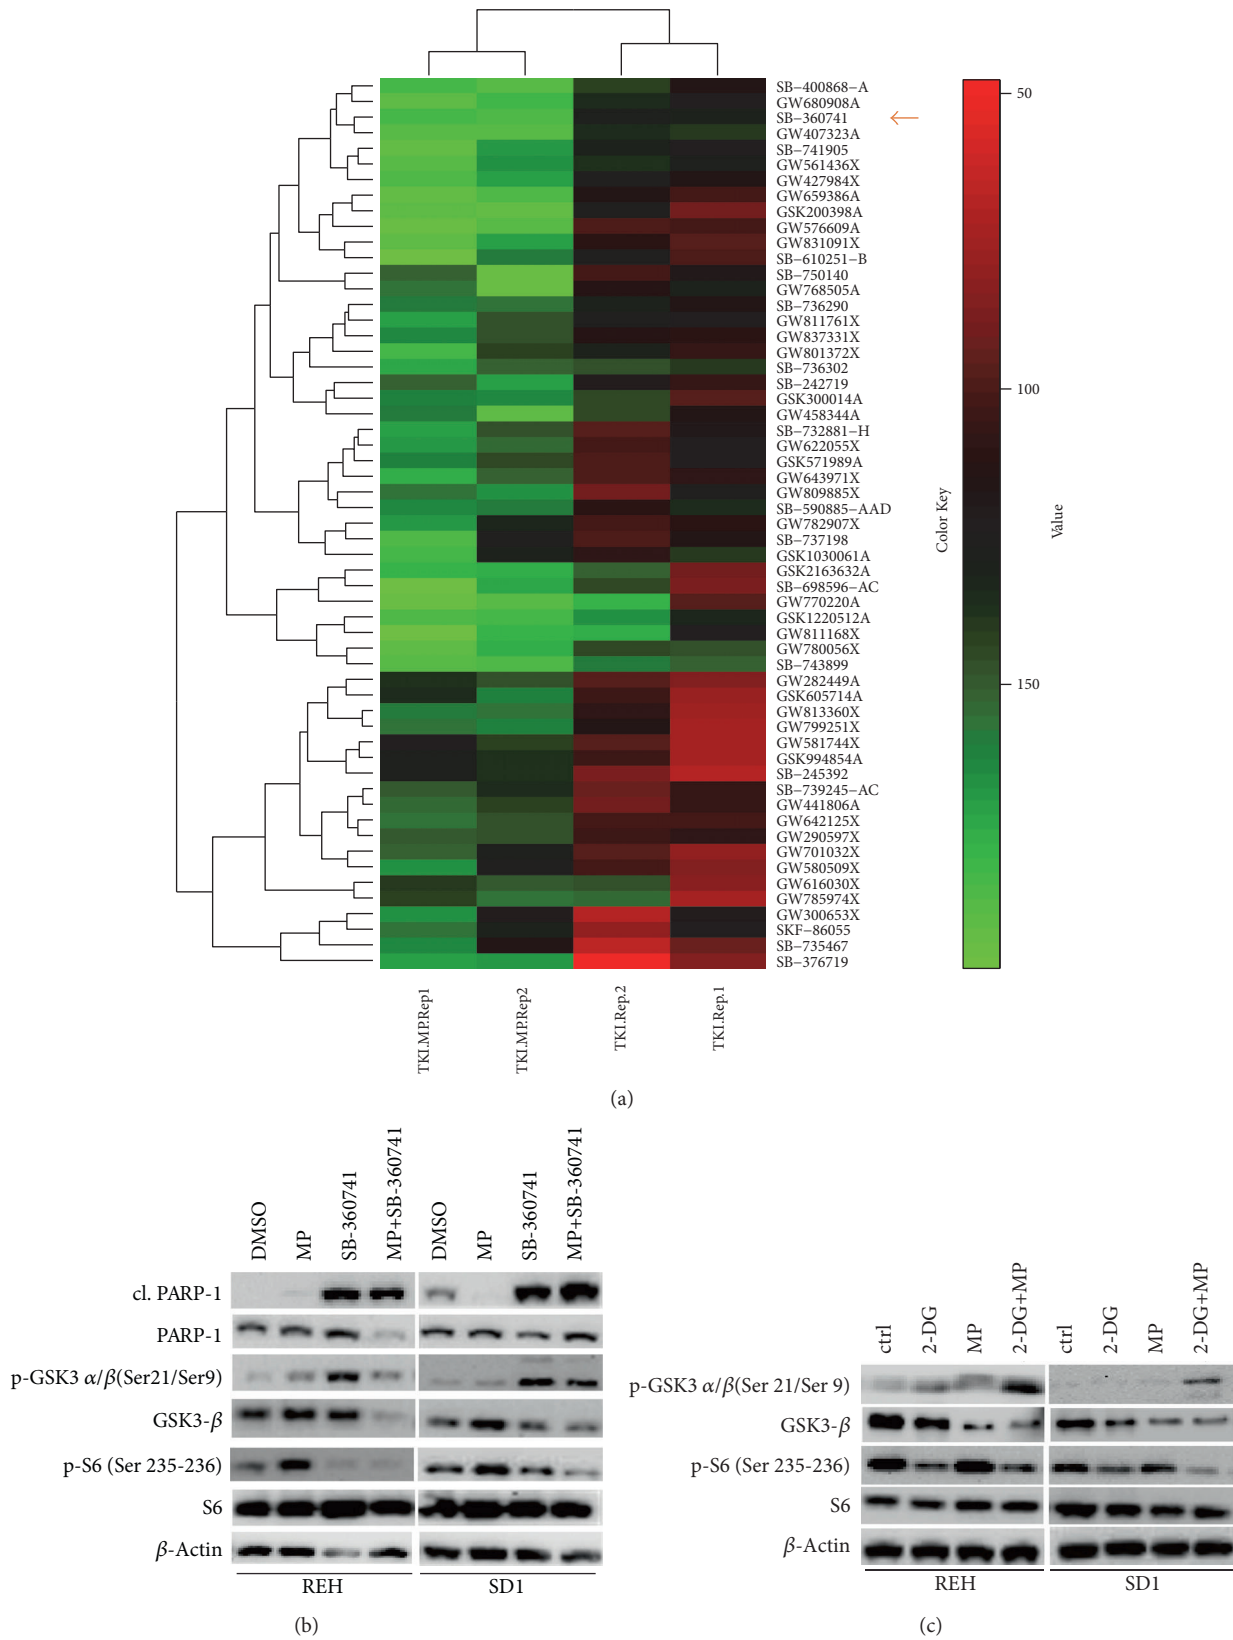 SB-400868-A
GW680908A
SB-360741
GW407323A
SB-741905
GW561436X
GW427984X
GW659386A
GSK200398A
GW576609A
GW831091X
SB-610251-B
SB-750140
GW768505A
SB-736290
GW811761X
GW837331X
GW801372X
SB-736302
SB-242719
GSK300014A
GW458344A
SB-732881-H
GW622055X
GSK571989A
GW643971X
GW809885X
SB-590885-AAD
GW782907X
SB-737198
GSK1030061A
GSK2163632A
SB-698596-AC
GW770220A
GSK1220512A
GW811168X
GW780056X
SB-743899
GW282449A
GSK605714A
GW813360X
GW799251X
GW581744X
GSK994854A
SB-245392
SB-739245-AC
GW441806A
GW642125X
GW290597X
GW701032X
GW580509X
GW616030X
GW785974X
GW300653X
SKF-86055
SB-735467
SB-376719
Color Key
50
100
150
Value
TKI.MP.Rep1
TKI.MP.Rep2
TKI.Rep.2
TKI.Rep.1
(a)
DMSO
MP
SB-360741
MP+SB-360741
DMSO
MP
SB-360741
MP+SB-360741
cl. PARP-1
PARP-1
p-GSK3 α/β(Ser21/Ser9)
GSK3-β
p-S6 (Ser 235-236)
S6
β-Actin
REH
SD1
(b)
ctrl
2-DG
MP
2-DG+MP
ctrl
2-DG
MP
2-DG+MP
p-GSK3 α/β(Ser 21/Ser 9)
GSK3-β
p-S6 (Ser 235-236)
S6
β-Actin
REH
SD1
(c)